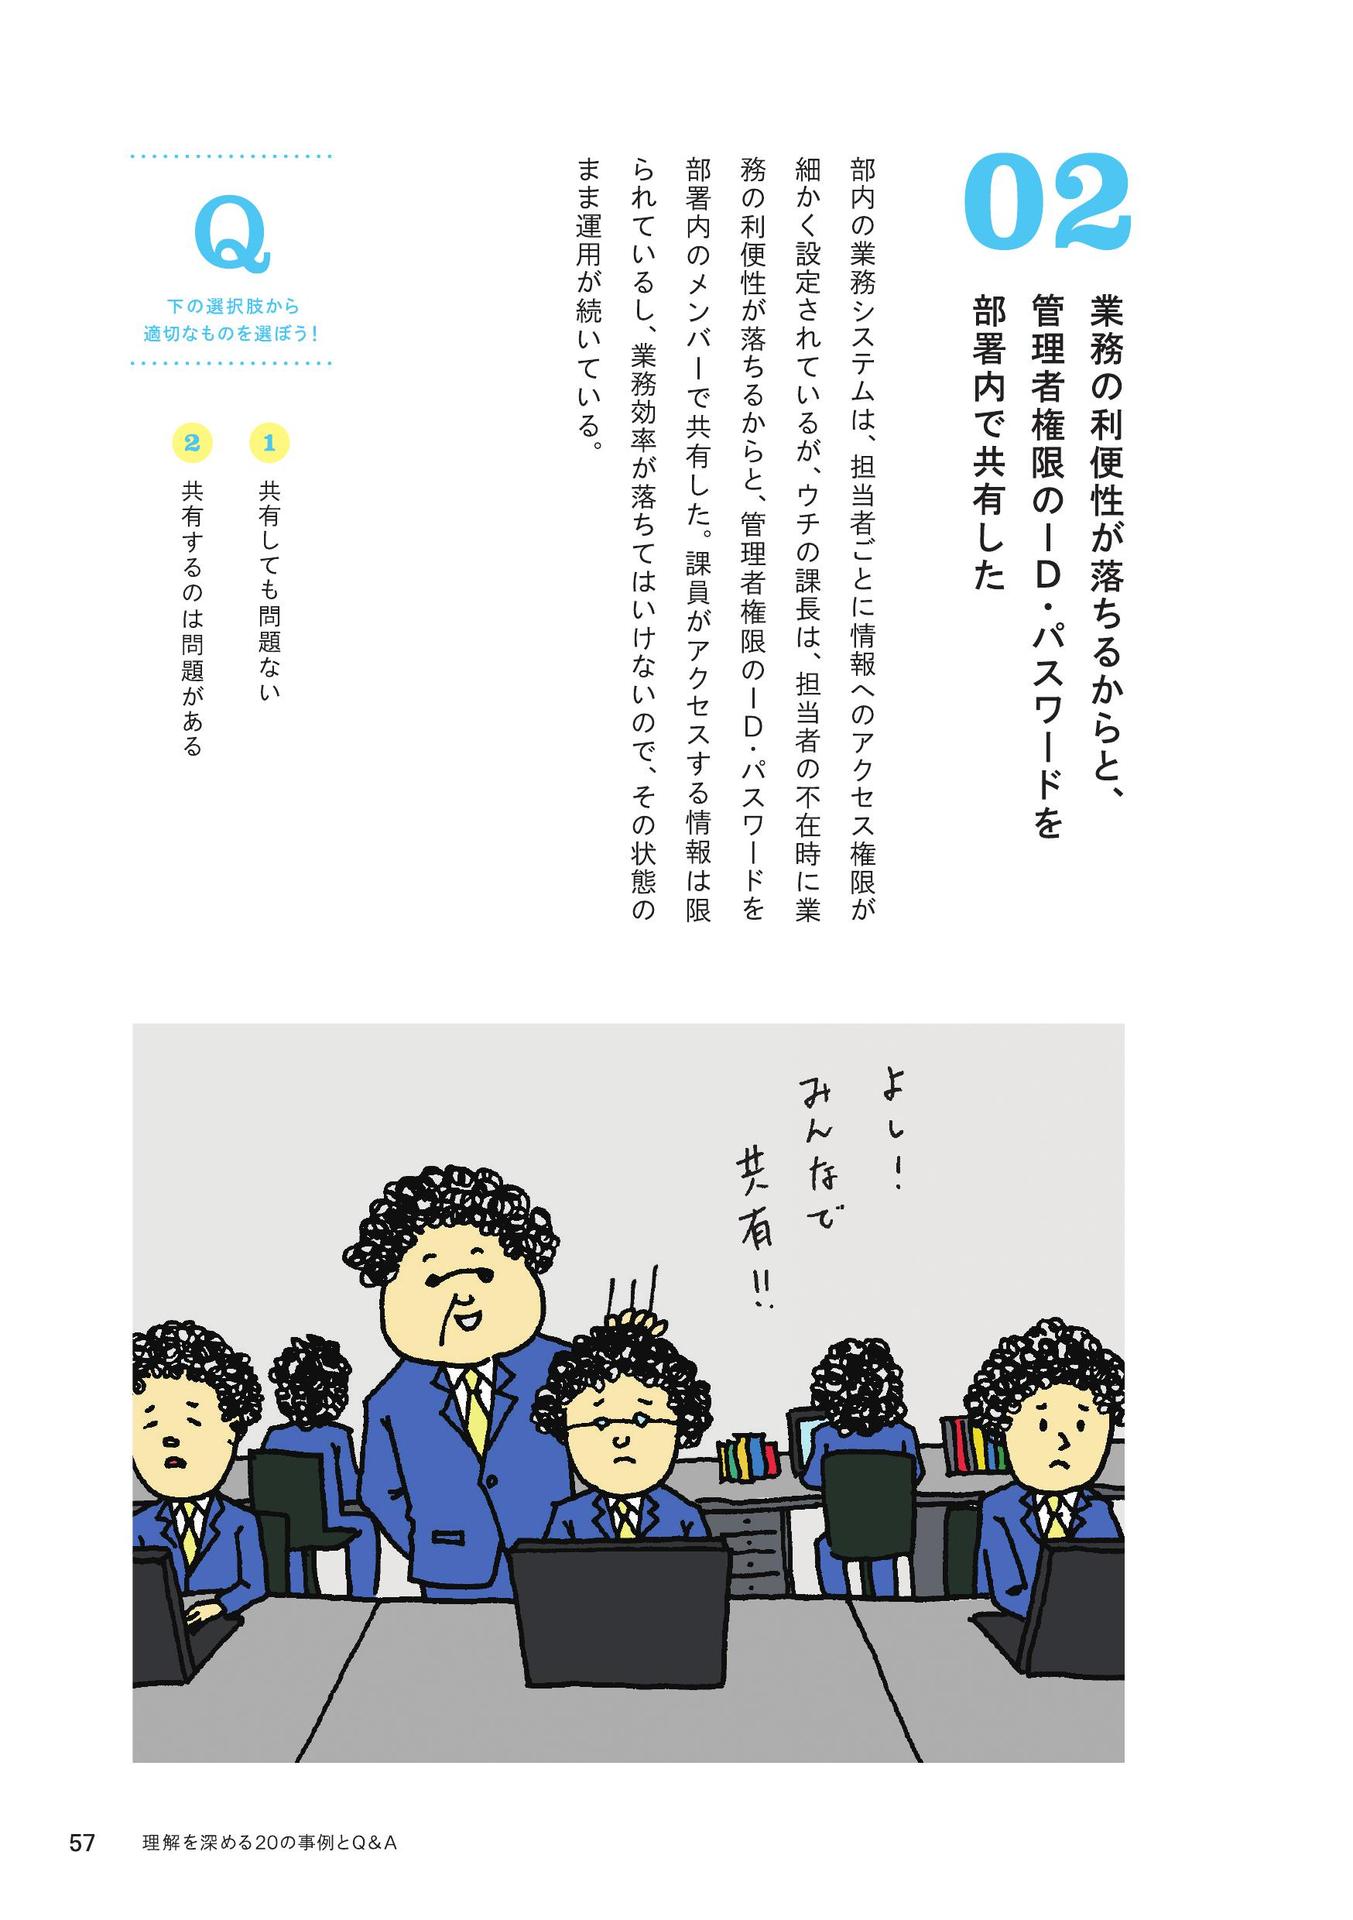 02
業務の利便性が落ちるからと、
管理者権限のID・パスワードを
部署内で共有した
部内の業務システムは、担当者ごとに情報へのアクセス権限が
細かく設定されているが、ウチの課長は、担当者の不在時に業
務の利便性が落ちるからと、管理者権限のID・パスワードを
部署内のメンバーで共有した。課員がアクセスする情報は限
られているし、業務効率が落ちてはいけないので、その状態の
まま運用が続いている。
Q
下の選択肢から
適切なものを選ぼう！
1 共有しても問題ない
2 共有するのは問題がある
よし！
みんなで
共有!!
57 理解を深める20の事例とQ&A